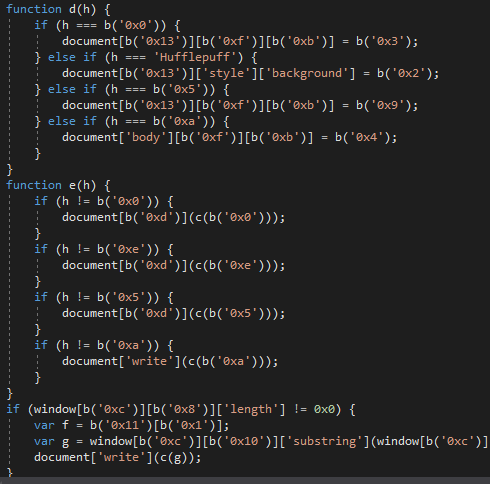 function d(h) {
    if (h === b('0x0')) {
        document[b('0x13')][b('0xf')][b('0xb')] = b('0x3');
    } else if (h === 'Hufflepuff') {
        document[b('0x13')]['style']['background'] = b('0x2');
    } else if (h === b('0x5')) {
        document[b('0x13')][b('0xf')][b('0xb')] = b('0x9');
    } else if (h === b('0xa')) {
        document['body'][b('0xf')][b('0xb')] = b('0x4');
    }
}
function e(h) {
    if (h != b('0x0')) {
        document[b('0xd')](c(b('0x0')));
    }
    if (h != b('0xe')) {
        document[b('0xd')](c(b('0xe')));
    }
    if (h != b('0x5')) {
        document[b('0xd')](c(b('0x5')));
    }
    if (h != b('0xa')) {
        document['write'](c(b('0xa')));
    }
}
if (window[b('0xc')][b('0x8')]['length'] != 0x0) {
    var f = b('0x11')[b('0x1')];
    var g = window[b('0xc')][b('0x10')]['substring'](window[b('0xc')]
    document['write'](c(g));
}